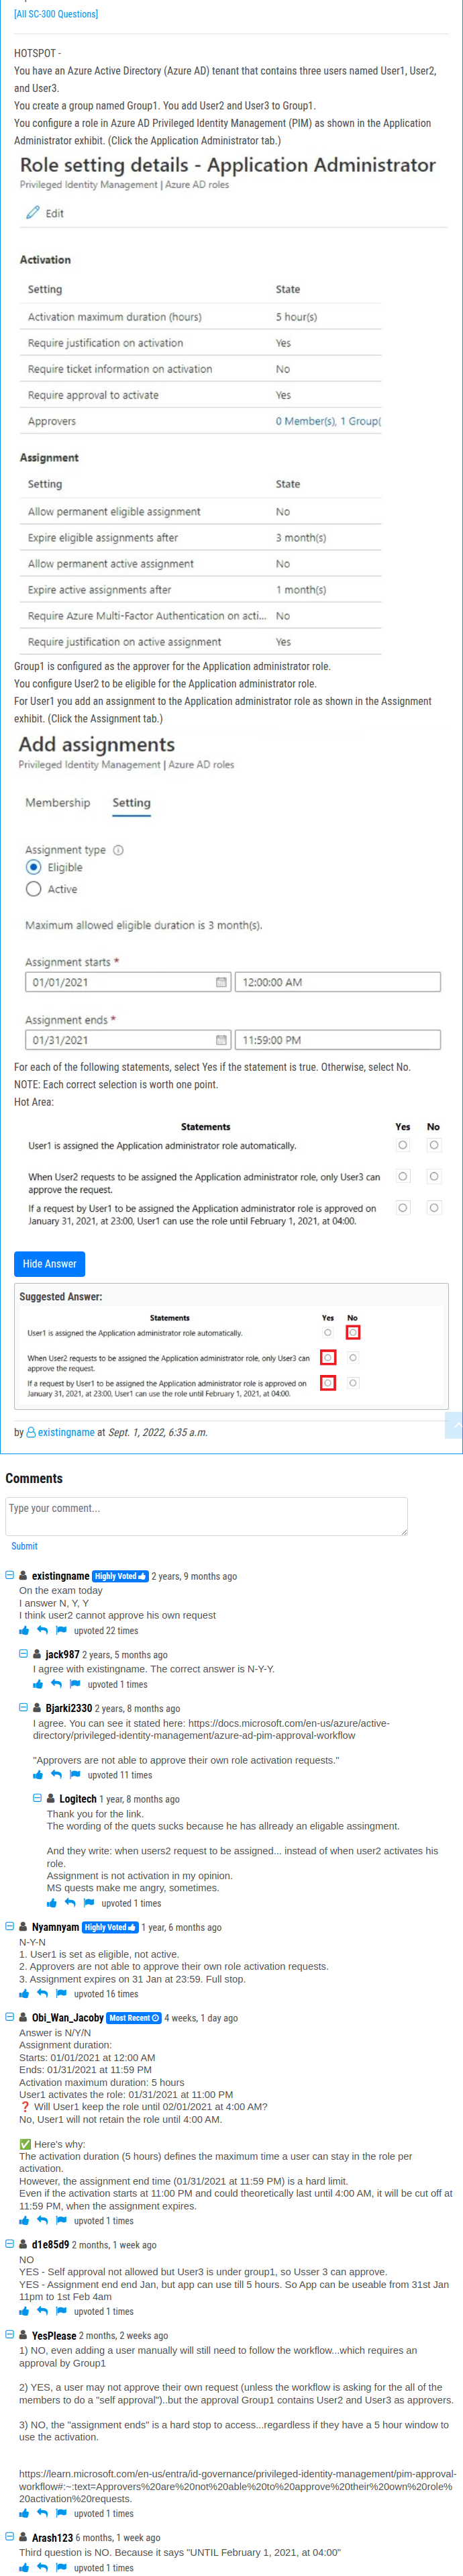 [All SC-300 Questions]
HOTSPOT -
You have an Azure Active Directory (Azure AD) tenant that contains three users named User1, User2,
and User3.
You create a group named Group1. You add User2 and User3 to Group1.
You configure a role in Azure AD Privileged Identity Management (PIM) as shown in the Application
Administrator exhibit. (Click the Application Administrator tab.)
Role setting details - Application Administrator
Privileged Identity Management | Azure AD roles
Edit
Activation
Setting State
Activation maximum duration (hours) 5 hour(s)
Require justification on activation Yes
Require ticket information on activation No
Require approval to activate Yes
Approvers 0 Member(s), 1 Group(
Assignment
Setting State
Allow permanent eligible assignment No
Expire eligible assignments after 3 month(s)
Allow permanent active assignment No
Expire active assignments after 1 month(s)
Require Azure Multi-Factor Authentication on acti... No
Require justification on active assignment Yes
Group1 is configured as the approver for the Application administrator role.
You configure User2 to be eligible for the Application administrator role.
For User1 you add an assignment to the Application administrator role as shown in the Assignment
exhibit. (Click the Assignment tab.)
Add assignments
Privileged Identity Management | Azure AD roles
Membership Setting
Assignment type
Eligible
Active
Maximum allowed eligible duration is 3 month(s).
Assignment starts *
01/01/2021 12:00:00 AM
Assignment ends *
01/31/2021 11:59:00 PM
For each of the following statements, select Yes if the statement is true. Otherwise, select No.
NOTE: Each correct selection is worth one point.
Hot Area:
Statements Yes No
User1 is assigned the Application administrator role automatically.
When User2 requests to be assigned the Application administrator role, only User3 can
approve the request.
If a request by User1 to be assigned the Application administrator role is approved on
January 31, 2021, at 23:00, User1 can use the role until February 1, 2021, at 04:00.
Hide Answer
Suggested Answer:
Statements Yes No
User1 is assigned the Application administrator role automatically.
When User2 requests to be assigned the Application administrator role, only User3 can
approve the request.
If a request by User1 to be assigned the Application administrator role is approved on
January 31, 2021, at 23:00, User1 can use the role until February 1, 2021, at 04:00.
by existingname at Sept. 1, 2022, 6:35 a.m.
Comments
Type your comment...
Submit
existingname Highly Voted 2 years, 9 months ago
On the exam today
I answer N, Y, Y
I think user2 cannot approve his own request
upvoted 22 times
jack987 2 years, 5 months ago
I agree with existingname. The correct answer is N-Y-Y.
upvoted 1 times
Bjarki2330 2 years, 8 months ago
I agree. You can see it stated here: https://docs.microsoft.com/en-us/azure/active-
directory/privileged-identity-management/azure-ad-pim-approval-workflow
"Approvers are not able to approve their own role activation requests."
upvoted 11 times
Logitech 1 year, 8 months ago
Thank you for the link.
The wording of the quets sucks because he has allready an eligable assingment.
And they write: when users2 request to be assigned... instead of when user2 activates his
role.
Assignment is not activation in my opinion.
MS quests make me angry, sometimes.
upvoted 1 times
Nyamnyam Highly Voted 1 year, 6 months ago
N-Y-N
1. User1 is set as eligible, not active.
2. Approvers are not able to approve their own role activation requests.
3. Assignment expires on 31 Jan at 23:59. Full stop.
upvoted 16 times
Obi_Wan_Jacoby Most Recent 4 weeks, 1 day ago
Answer is N/Y/N
Assignment duration:
Starts: 01/01/2021 at 12:00 AM
Ends: 01/31/2021 at 11:59 PM
Activation maximum duration: 5 hours
User1 activates the role: 01/31/2021 at 11:00 PM
❓ Will User1 keep the role until 02/01/2021 at 4:00 AM?
No, User1 will not retain the role until 4:00 AM.
✅ Here's why:
The activation duration (5 hours) defines the maximum time a user can stay in the role per
activation.
However, the assignment end time (01/31/2021 at 11:59 PM) is a hard limit.
Even if the activation starts at 11:00 PM and could theoretically last until 4:00 AM, it will be cut off at
11:59 PM, when the assignment expires.
upvoted 1 times
d1e85d9 2 months, 1 week ago
NO
YES - Self approval not allowed but User3 is under group1, so Usser 3 can approve.
YES - Assignment end end Jan, but app can use till 5 hours. So App can be useable from 31st Jan
11pm to 1st Feb 4am
upvoted 1 times
YesPlease 2 months, 2 weeks ago
1) NO, even adding a user manually will still need to follow the workflow...which requires an
approval by Group1
2) YES, a user may not approve their own request (unless the workflow is asking for the all of the
members to do a "self approval")..but the approval Group1 contains User2 and User3 as approvers.
3) NO, the "assignment ends" is a hard stop to access...regardless if they have a 5 hour window to
use the activation.
https://learn.microsoft.com/en-us/entra/id-governance/privileged-identity-management/pim-approval-
workflow#:~:text=Approvers%20are%20not%20able%20to%20approve%20their%20own%20role%
20activation%20requests.
upvoted 1 times
Arash123 6 months, 1 week ago
Third question is NO. Because it says "UNTIL February 1, 2021, at 04:00"
upvoted 1 times